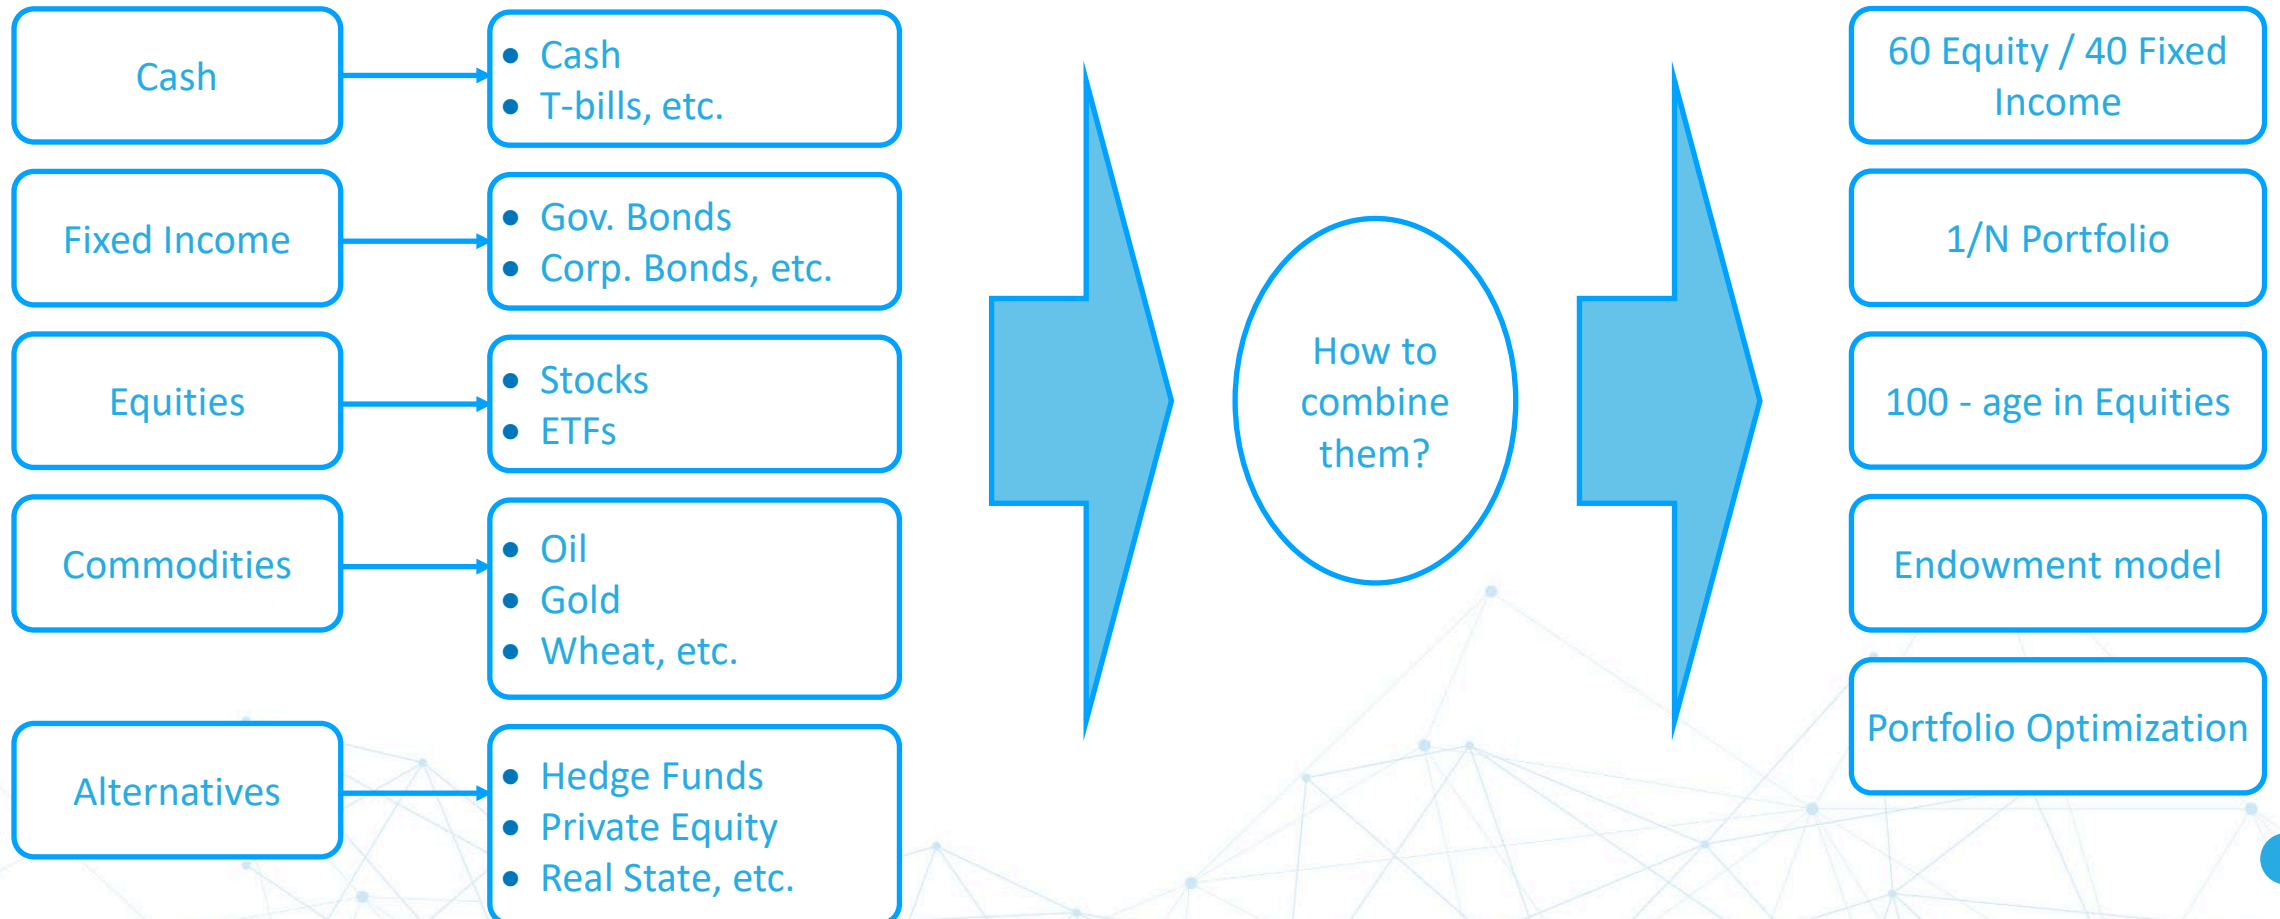 Cash
• Cash
• T-bills, etc.
Fixed Income
• Gov. Bonds
• Corp. Bonds, etc.
Equities
• Stocks
• ETFs
Commodities
• Oil
• Gold
• Wheat, etc.
Alternatives
• Hedge Funds
• Private Equity
• Real State, etc.
How to
combine
them?
60 Equity / 40 Fixed
Income
1/N Portfolio
100 - age in Equities
Endowment model
Portfolio Optimization